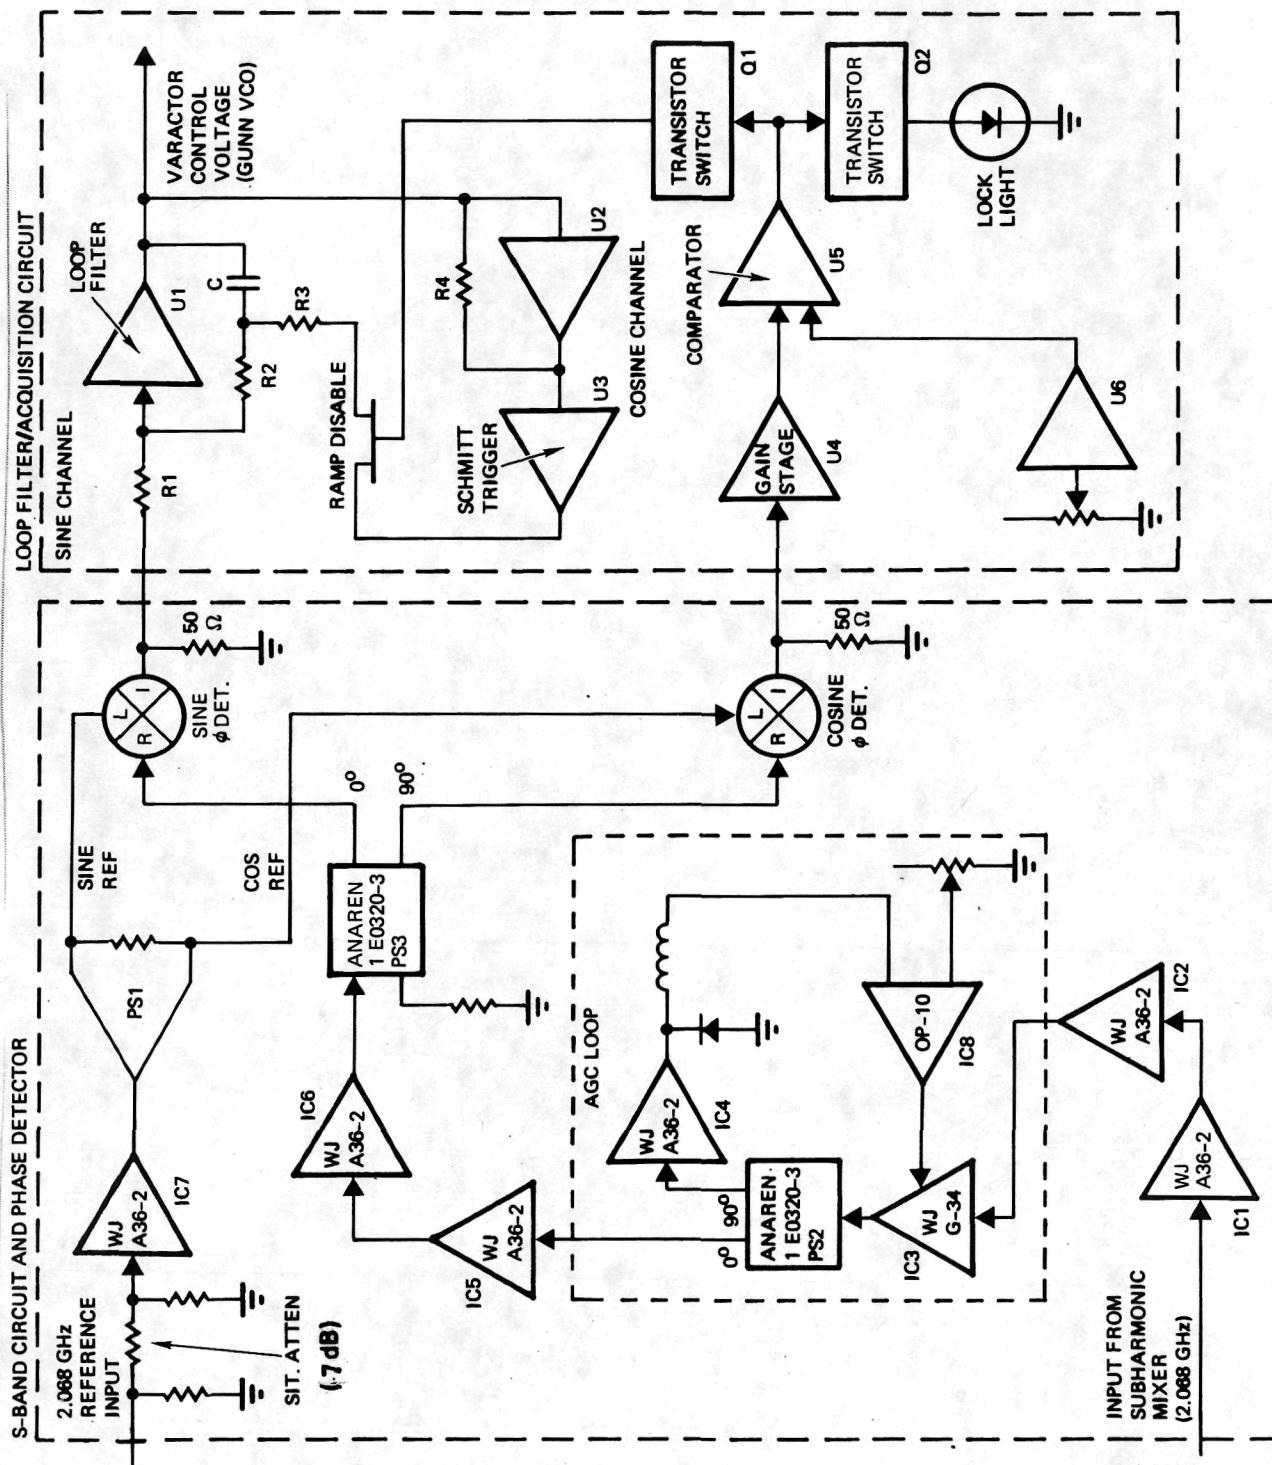 LOOP FILTER/ACQUISITION CIRCUIT
SINE CHANNEL
LOOP
FILTER
VARACTOR
CONTROL
VOLTAGE
(GUNN VCO)
U1
C
R1
R2
R3
R4
RAMP DISABLE
SCHMITT
TRIGGER
U3
U2
COSINE CHANNEL
TRANSISTOR
SWITCH
Q1
TRANSISTOR
SWITCH
Q2
LOCK
LIGHT
COMPARATOR
U5
GAIN
STAGE
U4
U6
S-BAND CIRCUIT AND PHASE DETECTOR
2.068 GHz
REFERENCE
INPUT
SIT. ATTEN
(.7 dB)
WJ
A36-2
IC7
PS1
SINE
REF
COS
REF
L
R
I
SINE
φ DET.
50
Ω
L
R
I
COSINE
φ DET.
50
Ω
0°
90°
ANAREN
1 E0320-3
PS3
IC6
WJ
A36-2
WJ
A36-2
IC5
AGC LOOP
WJ
A36-2
IC4
OP-10
IC8
0°
90°
ANAREN
1 E0320-3
PS2
WJ
G-34
IC3
WJ
A36-2
IC2
WJ
A36-2
IC1
INPUT FROM
SUBHARMONIC
MIXER
(2.068 GHz)